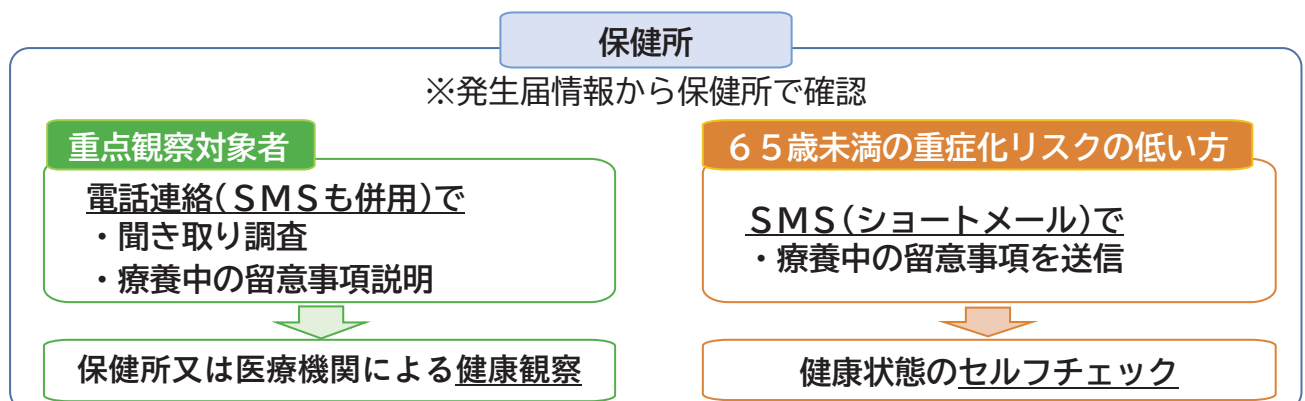 保健所
※発生届情報から保健所で確認
重点観察対象者
電話連絡(ＳＭＳも併用)で
・聞き取り調査
・療養中の留意事項説明
保健所又は医療機関による健康観察
６５歳未満の重症化リスクの低い方
ＳＭＳ(ショートメール)で
・療養中の留意事項を送信
健康状態のセルフチェック